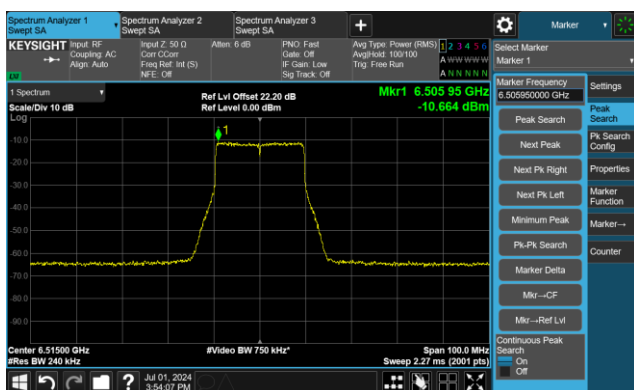 Spectrum Analyzer 1
Swept SA
Spectrum Analyzer 2
Swept SA
Spectrum Analyzer 3
Swept SA
Marker
KEYSIGHT
Input: RF
Coupling: AC
Align: Auto
Input Z: 50 Ω
Corr CCorr
Freq Ref: Int (S)
NFE: Off
Atten: 6 dB
PNO: Fast
Gate: Off
IF Gain: Low
Sig Track: Off
Avg Type: Power (RMS)
Avg|Hold: 100/100
Trig: Free Run
1 2 3 4 5 6
A W W W W W
A N N N N N
LXI
1 Spectrum
Scale/Div 10 dB
Log
Ref Lvl Offset 22.20 dB
Ref Level 0.00 dBm
Mkr1 6.505 95 GHz
-10.664 dBm
1
-10.0
-20.0
-30.0
-40.0
-50.0
-60.0
-70.0
-80.0
-90.0
Center 6.51500 GHz
#Res BW 240 kHz
#Video BW 750 kHz*
Span 100.0 MHz
Sweep 2.27 ms (2001 pts)
Select Marker
Marker 1
Marker Frequency
6.505950000 GHz
Peak Search
Next Peak
Next Pk Right
Next Pk Left
Minimum Peak
Pk-Pk Search
Marker Delta
Mkr→CF
Mkr→Ref Lvl
Continuous Peak
Search
On
Off
Settings
Peak
Search
Pk Search
Config
Properties
Marker
Function
Marker→
Counter
?
Jul 01, 2024
3:54:07 PM